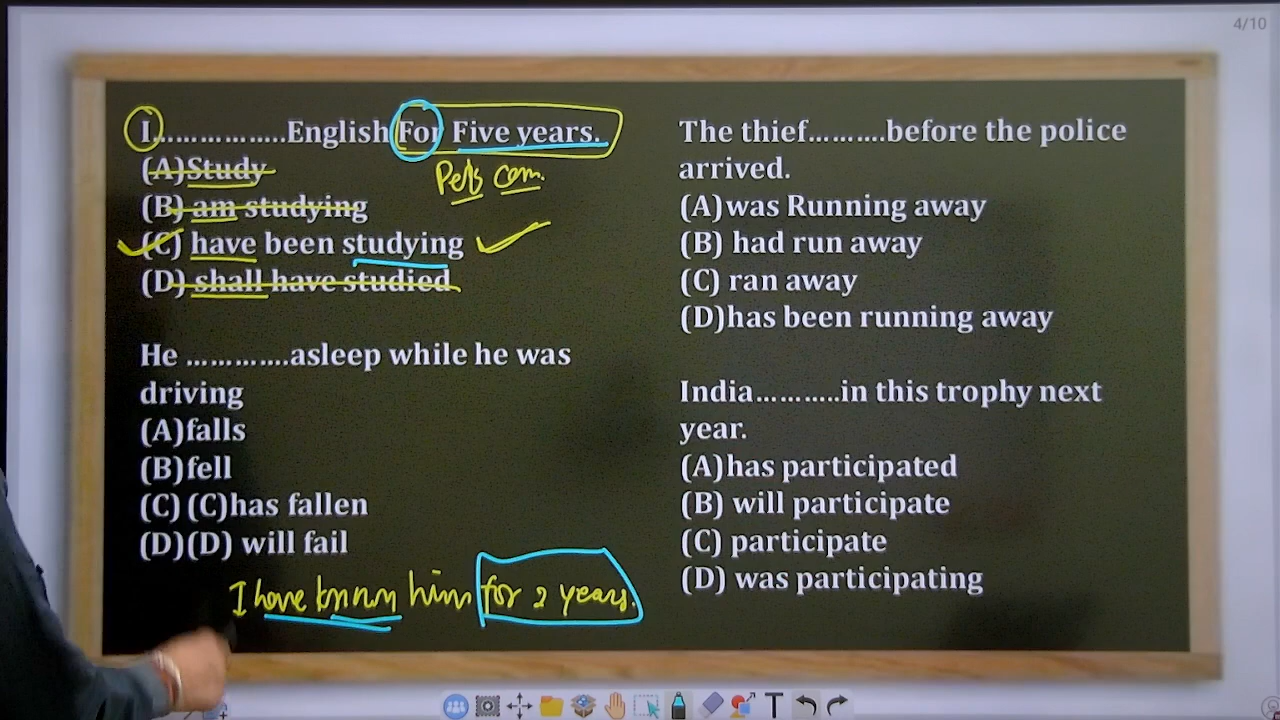 4/10
I……………..English For Five years.
(A)Study
Perf. Con.
(B) am studying
(C) have been studying
(D) shall have studied
He ………….asleep while he was
driving
(A)falls
(B)fell
(C) (C)has fallen
(D)(D) will fail
I have known him for 2 years.
The thief……….before the police
arrived.
(A)was Running away
(B) had run away
(C) ran away
(D)has been running away
India………..in this trophy next
year.
(A)has participated
(B) will participate
(C) participate
(D) was participating
T